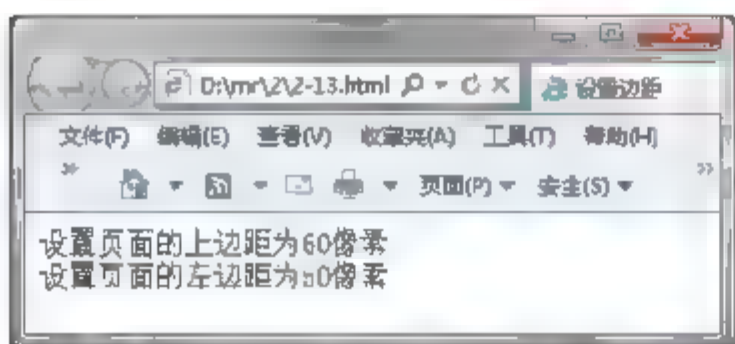 D:\mr\2\2-13.html
设置边距
文件(F) 编辑(E) 查看(V) 收藏夹(A) 工具(T) 帮助(H)
页面(P) 安全(S)
设置页面的上边距为60像素
设置页面的左边距为50像素